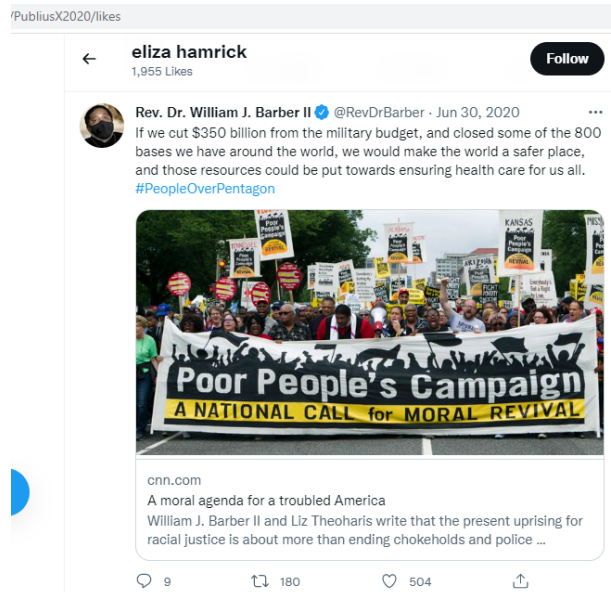 /PubliusX2020/likes
eliza hamrick
1,955 Likes
Follow
Rev. Dr. William J. Barber II @RevDrBarber · Jun 30, 2020
If we cut $350 billion from the military budget, and closed some of the 800
bases we have around the world, we would make the world a safer place,
and those resources could be put towards ensuring health care for us all.
#PeopleOverPentagon
KANSAS
Poor
People's
Campaign
REVIVAL
Poor People's Campaign
A NATIONAL CALL for MORAL REVIVAL
cnn.com
A moral agenda for a troubled America
William J. Barber II and Liz Theoharis write that the present uprising for
racial justice is about more than ending chokeholds and police ...
9 180 504